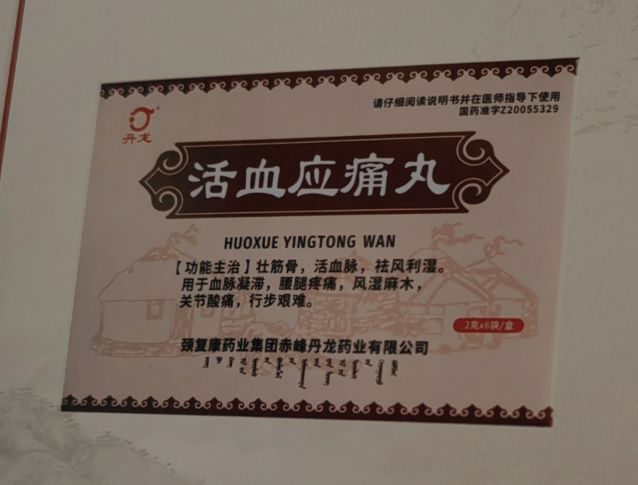 丹龙
请仔细阅读说明书并在医师指导下使用
国药准字Z20055329
活血应痛丸
HUOXUE YINGTONG WAN
【功能主治】壮筋骨，活血脉，祛风利湿。
用于血脉凝滞，腰腿疼痛，风湿麻木，
关节酸痛，行步艰难。
2克x6袋/盒
颈复康药业集团赤峰丹龙药业有限公司